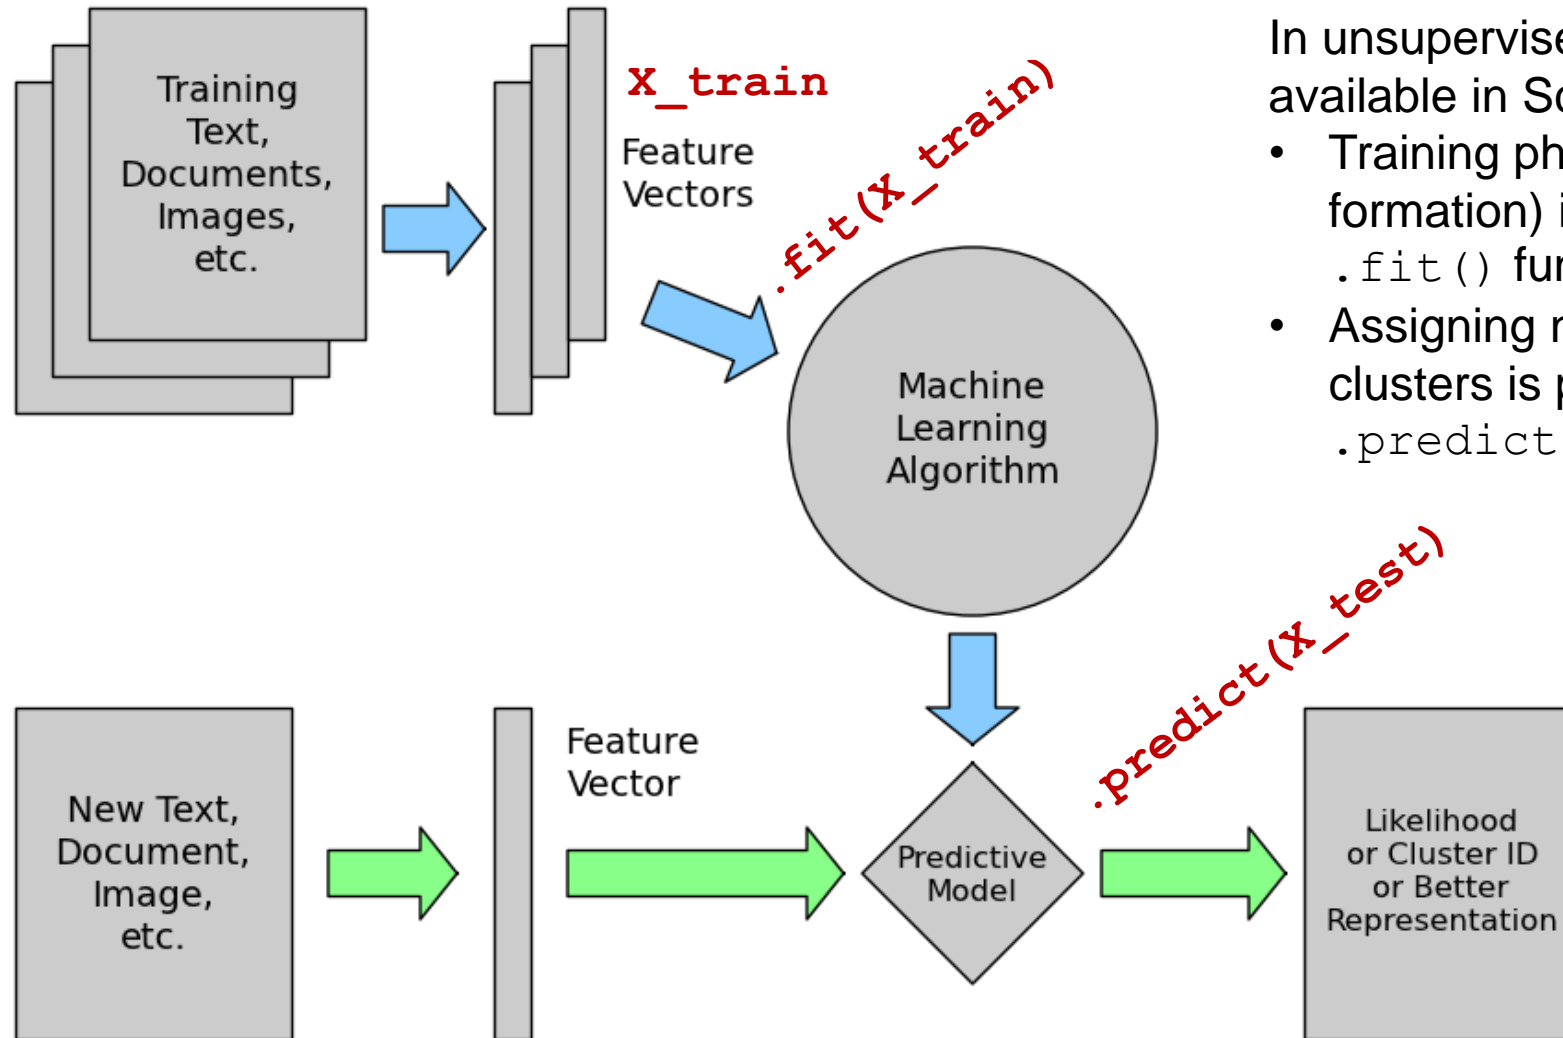 Training
Text,
Documents,
Images,
etc.
X_train
Feature
Vectors
.fit(X_train)
Machine
Learning
Algorithm
In unsupervise
available in Sc
• Training ph
formation) i
.fit() fu
• Assigning
clusters is p
.predict
New Text,
Document,
Image,
etc.
Feature
Vector
Predictive
Model
.predict(X_test)
Likelihood
or Cluster ID
or Better
Representation